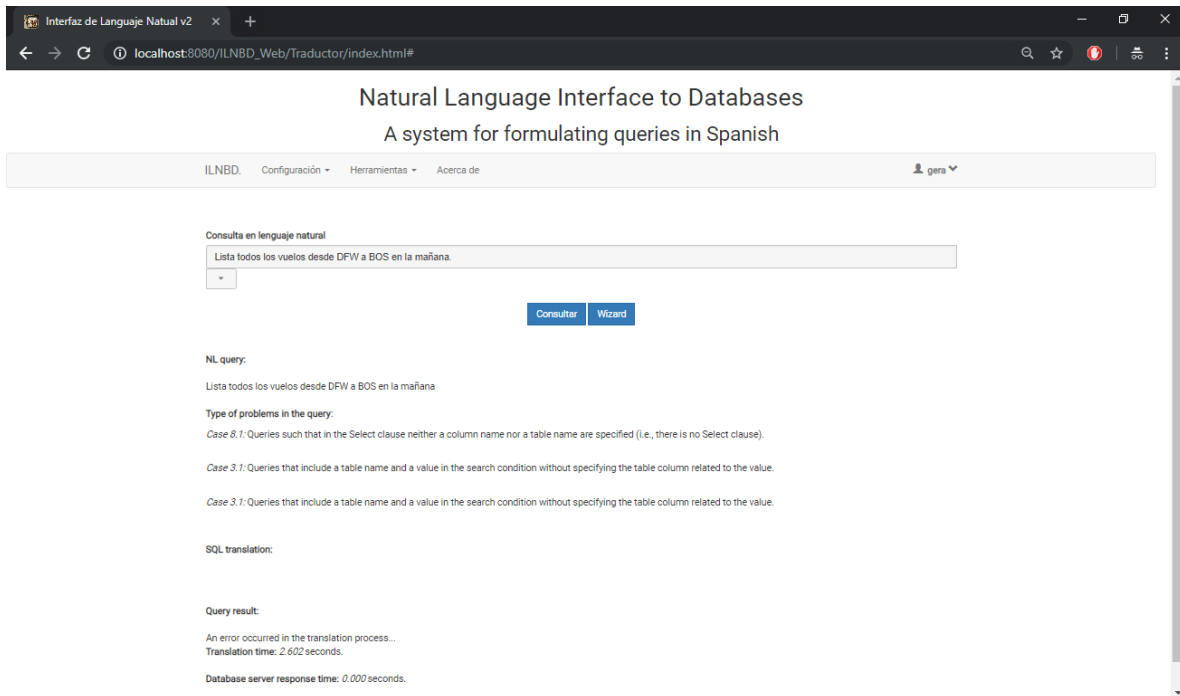 Interfaz de Languaje Natual v2
localhost:8080/ILNBD_Web/Traductor/index.html#
Natural Language Interface to Databases
A system for formulating queries in Spanish
ILNBD. Configuración Herramientas Acerca de gera
Consulta en lenguaje natural
Lista todos los vuelos desde DFW a BOS en la mañana.
Consultar Wizard
NL query:
Lista todos los vuelos desde DFW a BOS en la mañana
Type of problems in the query:
Case 8.1: Queries such that in the Select clause neither a column name nor a table name are specified (i.e., there is no Select clause).
Case 3.1: Queries that include a table name and a value in the search condition without specifying the table column related to the value.
Case 3.1: Queries that include a table name and a value in the search condition without specifying the table column related to the value.
SQL translation:
Query result:
An error occurred in the translation process...
Translation time: 2.602 seconds.
Database server response time: 0.000 seconds.